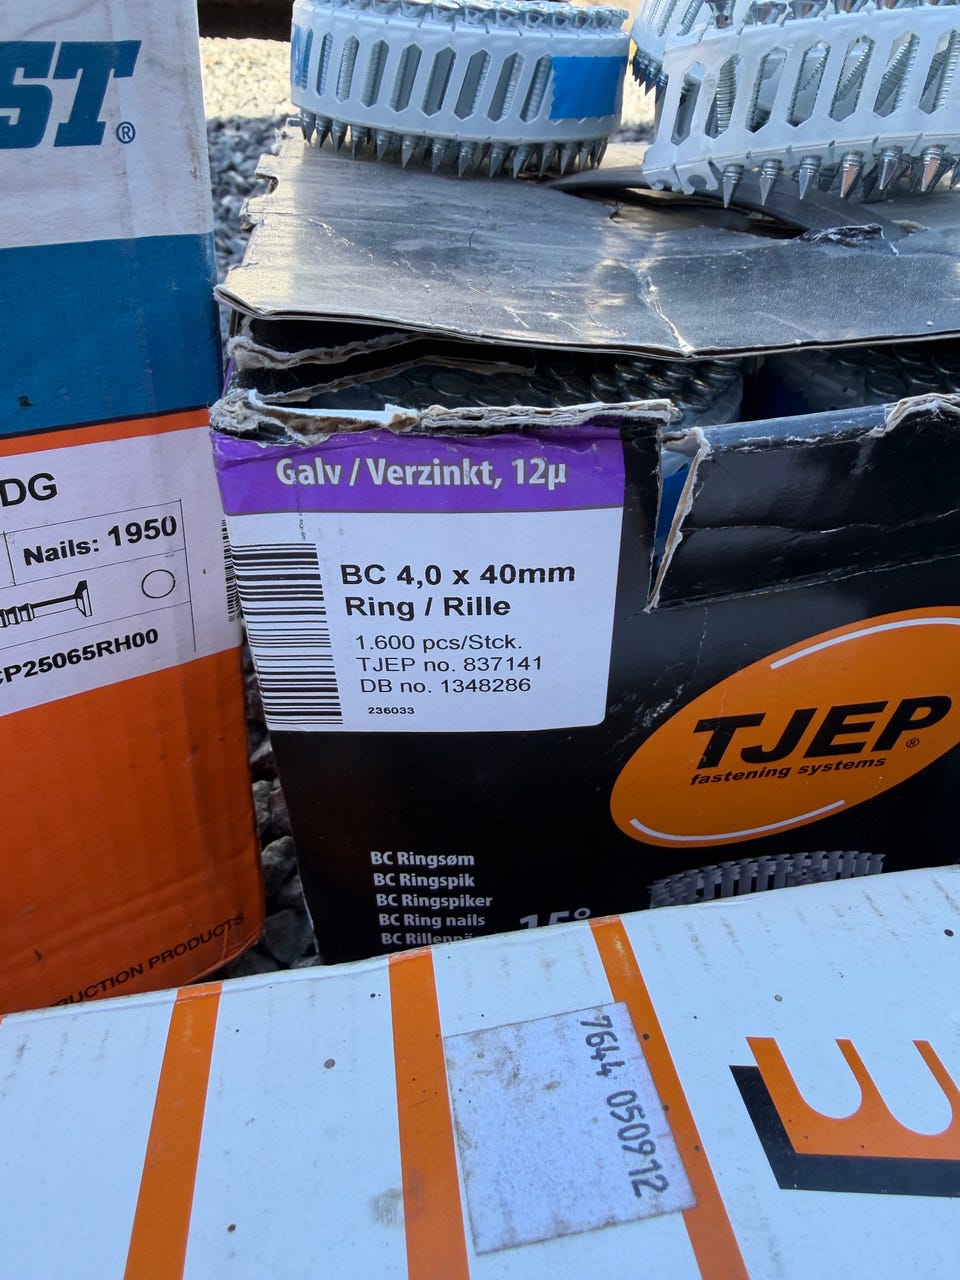 ST®
DG
Nails: 1950
CP25065RH00
RUCTION PRODUCTS
Galv / Verzinkt, 12µ
BC 4,0 x 40mm
Ring / Rille
1.600 pcs/Stck.
TJEP no. 837141
DB no. 1348286
236033
TJEP®
fastening systems
BC Ringsøm
BC Ringspik
BC Ringspiker
BC Ring nails
15°
7644 050912